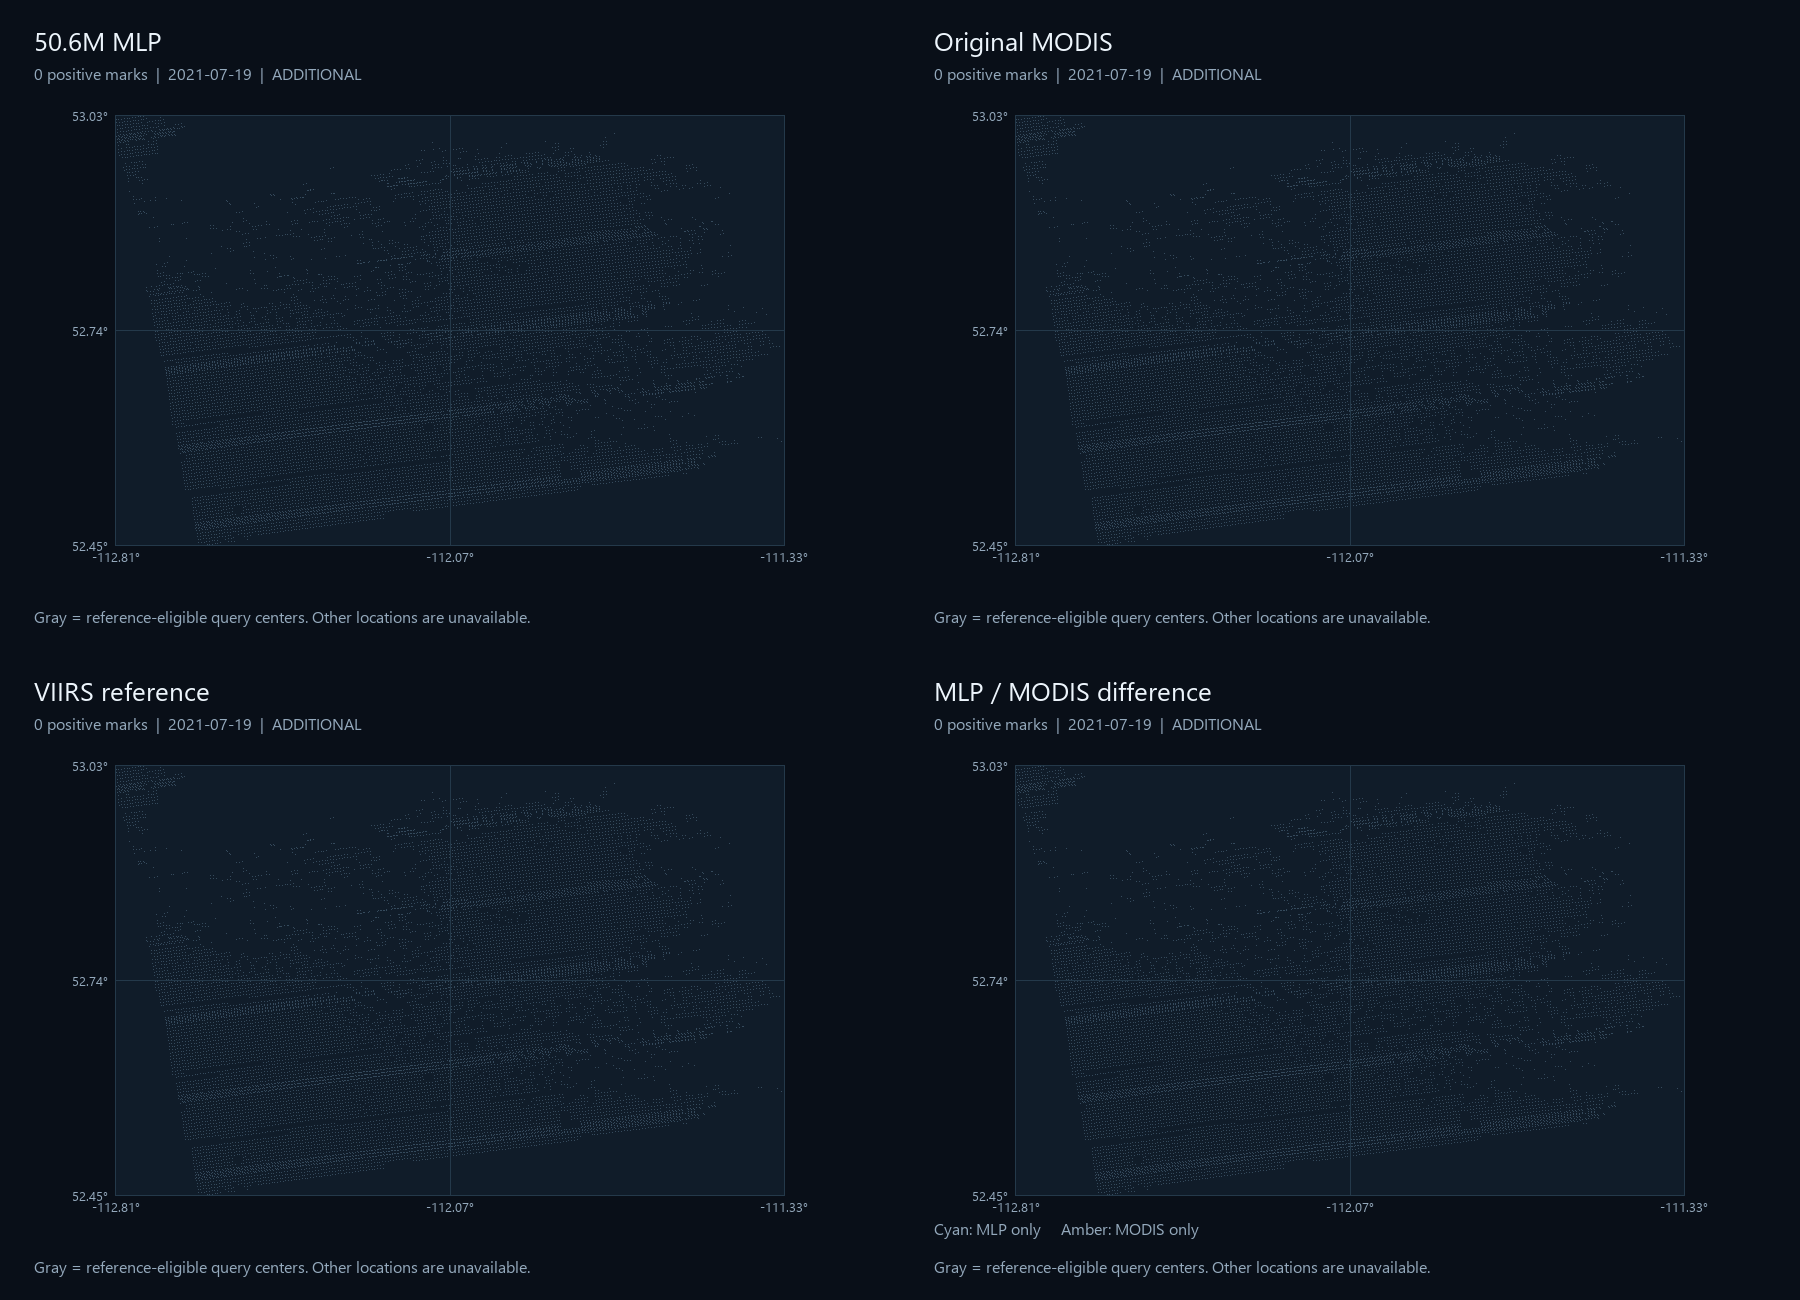 50.6M MLP
0 positive marks | 2021-07-19 | ADDITIONAL
53.03°
52.74°
52.45°
-112.81°
-112.07°
-111.33°
Gray = reference-eligible query centers. Other locations are unavailable.
Original MODIS
0 positive marks | 2021-07-19 | ADDITIONAL
53.03°
52.74°
52.45°
-112.81°
-112.07°
-111.33°
Gray = reference-eligible query centers. Other locations are unavailable.
VIIRS reference
0 positive marks | 2021-07-19 | ADDITIONAL
53.03°
52.74°
52.45°
-112.81°
-112.07°
-111.33°
Gray = reference-eligible query centers. Other locations are unavailable.
MLP / MODIS difference
0 positive marks | 2021-07-19 | ADDITIONAL
53.03°
52.74°
52.45°
-112.81°
-112.07°
-111.33°
Cyan: MLP only Amber: MODIS only
Gray = reference-eligible query centers. Other locations are unavailable.